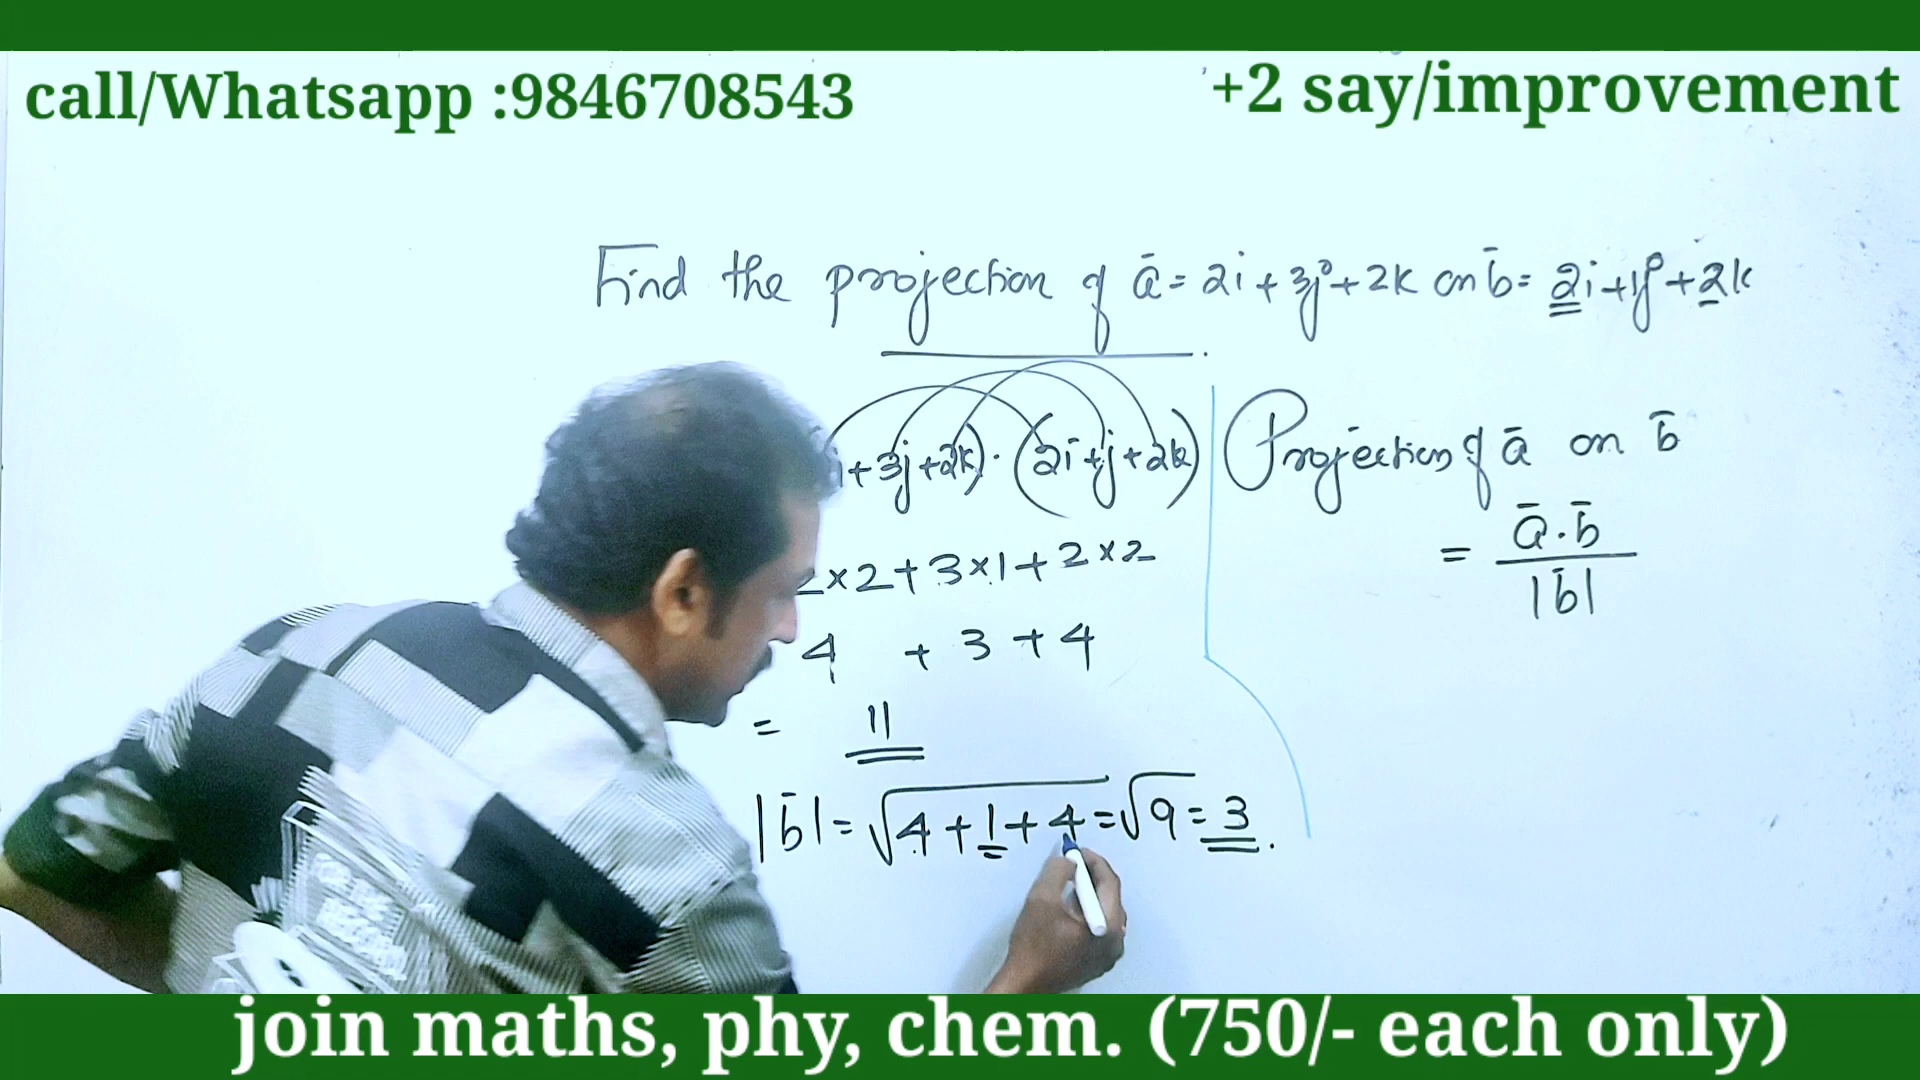 call/Whatsapp :9846708543
+2 say/improvement
Find the projection of a̅ = 2i + 3j + 2k on b̅ = 2i + 1j + 2k
+ 3j + 2k) · (2i + j + 2k)
× 2 + 3 × 1 + 2 × 2
4 + 3 + 4
= 11
|b̅| = √4 + 1 + 4 = √9 = 3.
Projection of a̅ on b̅
= a̅ · b̅
|b̅|
join maths, phy, chem. (750/- each only)